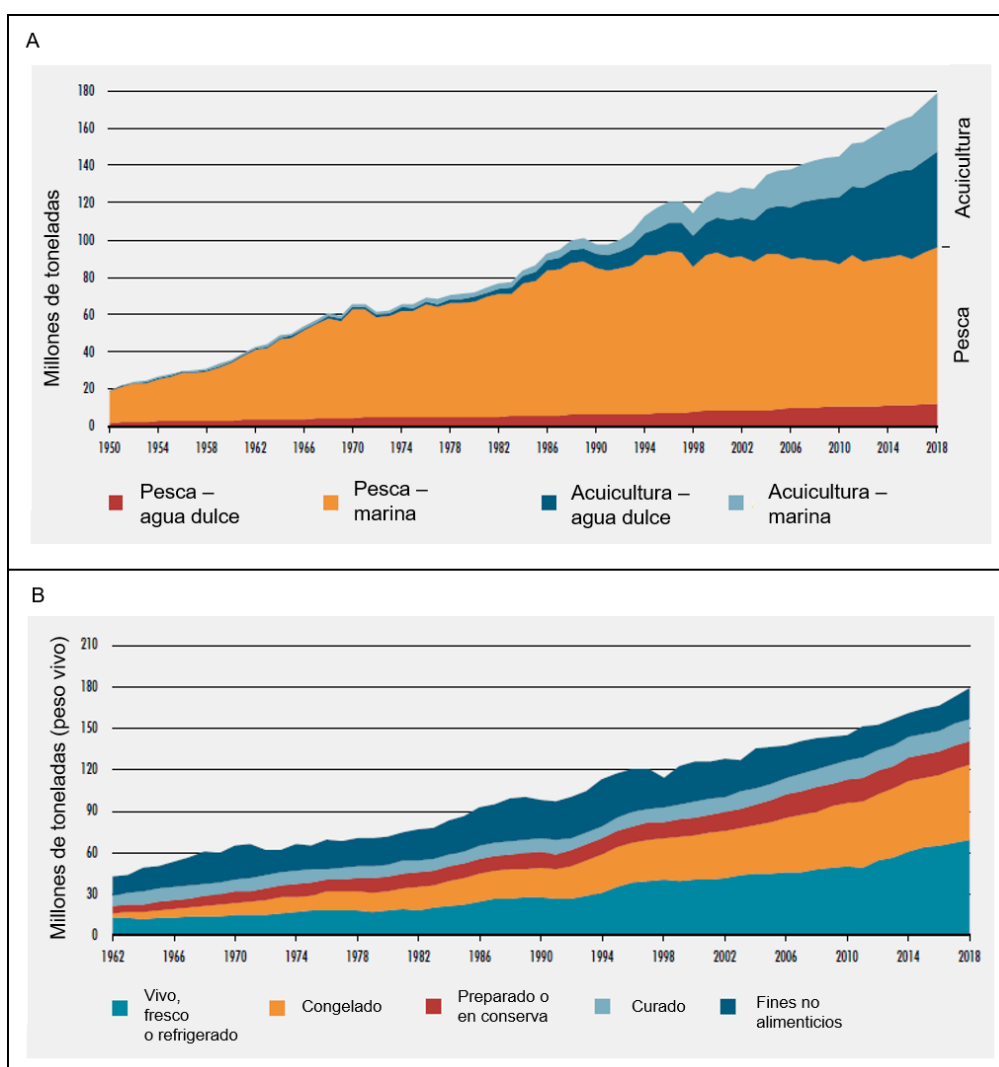 A
Millones de toneladas
180
160
140
120
100
80
60
40
20
0
1950 1954 1958 1962 1966 1970 1974 1978 1982 1986 1990 1994 1998 2002 2006 2010 2014 2018
Acuicultura
Pesca
Pesca –
agua dulce
Pesca –
marina
Acuicultura –
agua dulce
Acuicultura –
marina
B
Millones de toneladas (peso vivo)
210
180
150
120
90
60
30
0
1962 1966 1970 1974 1978 1982 1986 1990 1994 1998 2002 2006 2010 2014 2018
Vivo,
fresco
o refrigerado
Congelado
Preparado o
en conserva
Curado
Fines no
alimenticios